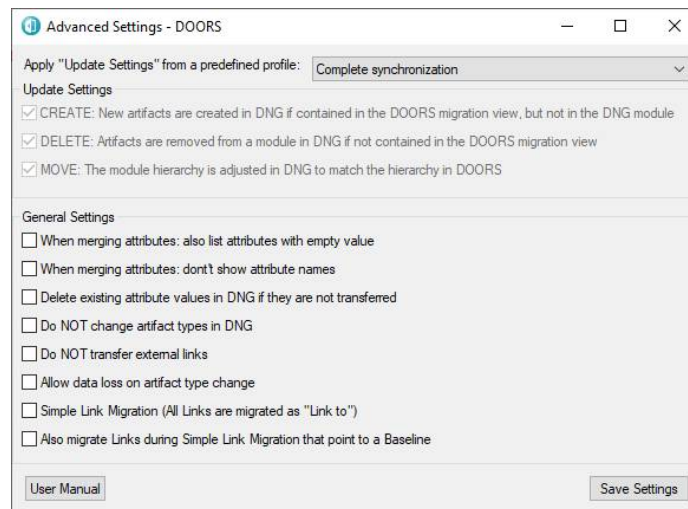 Advanced Settings - DOORS
Apply "Update Settings" from a predefined profile: Complete synchronization
Update Settings
CREATE: New artifacts are created in DNG if contained in the DOORS migration view, but not in the DNG module
DELETE: Artifacts are removed from a module in DNG if not contained in the DOORS migration view
MOVE: The module hierarchy is adjusted in DNG to match the hierarchy in DOORS
General Settings
When merging attributes: also list attributes with empty value
When merging attributes: dont't show attribute names
Delete existing attribute values in DNG if they are not transferred
Do NOT change artifact types in DNG
Do NOT transfer external links
Allow data loss on artifact type change
Simple Link Migration (All Links are migrated as "Link to")
Also migrate Links during Simple Link Migration that point to a Baseline
User Manual
Save Settings